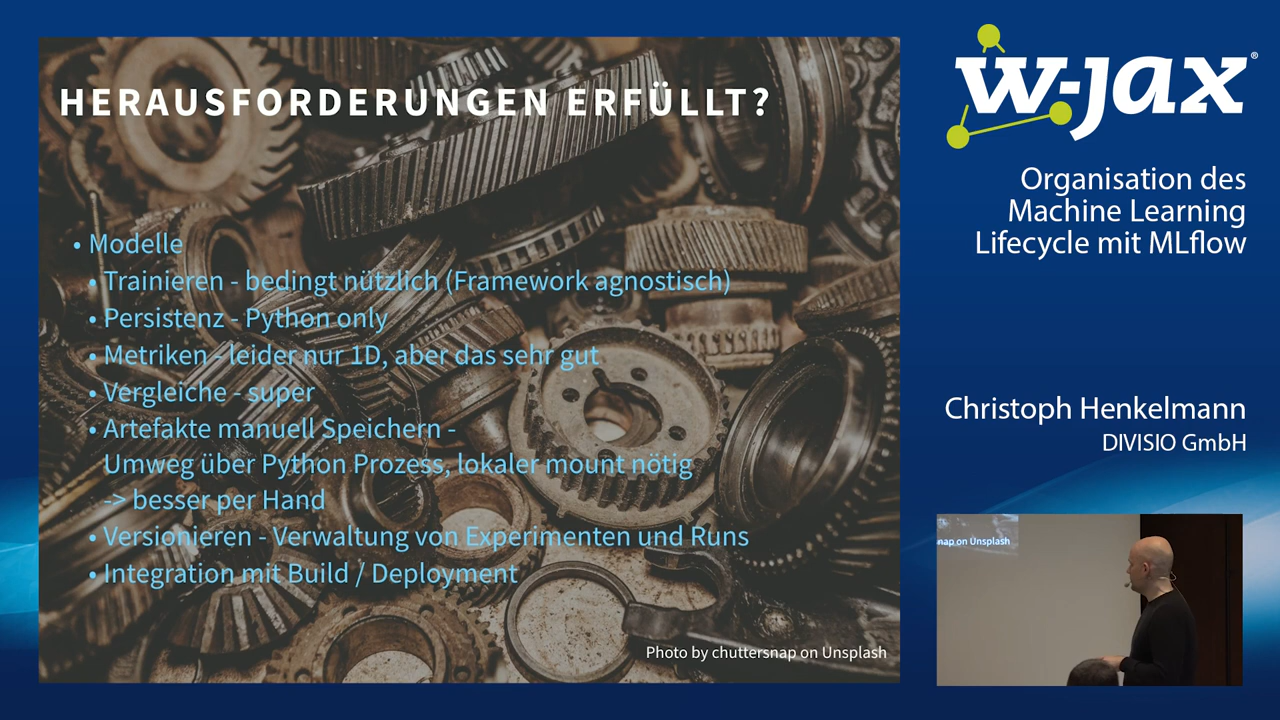 HERAUSFORDERUNGEN ERFÜLLT?
• Modelle
• Trainieren - bedingt nützlich (Framework agnostisch)
• Persistenz - Python only
• Metriken - leider nur 1D, aber das sehr gut
• Vergleiche - super
• Artefakte manuell Speichern -
Umweg über Python Prozess, lokaler mount nötig
-> besser per Hand
• Versionieren - Verwaltung von Experimenten und Runs
• Integration mit Build / Deployment
Photo by chuttersnap on Unsplash
w-jax®
Organisation des
Machine Learning
Lifecycle mit MLflow
Christoph Henkelmann
DIVISIO GmbH
nap on Unsplash